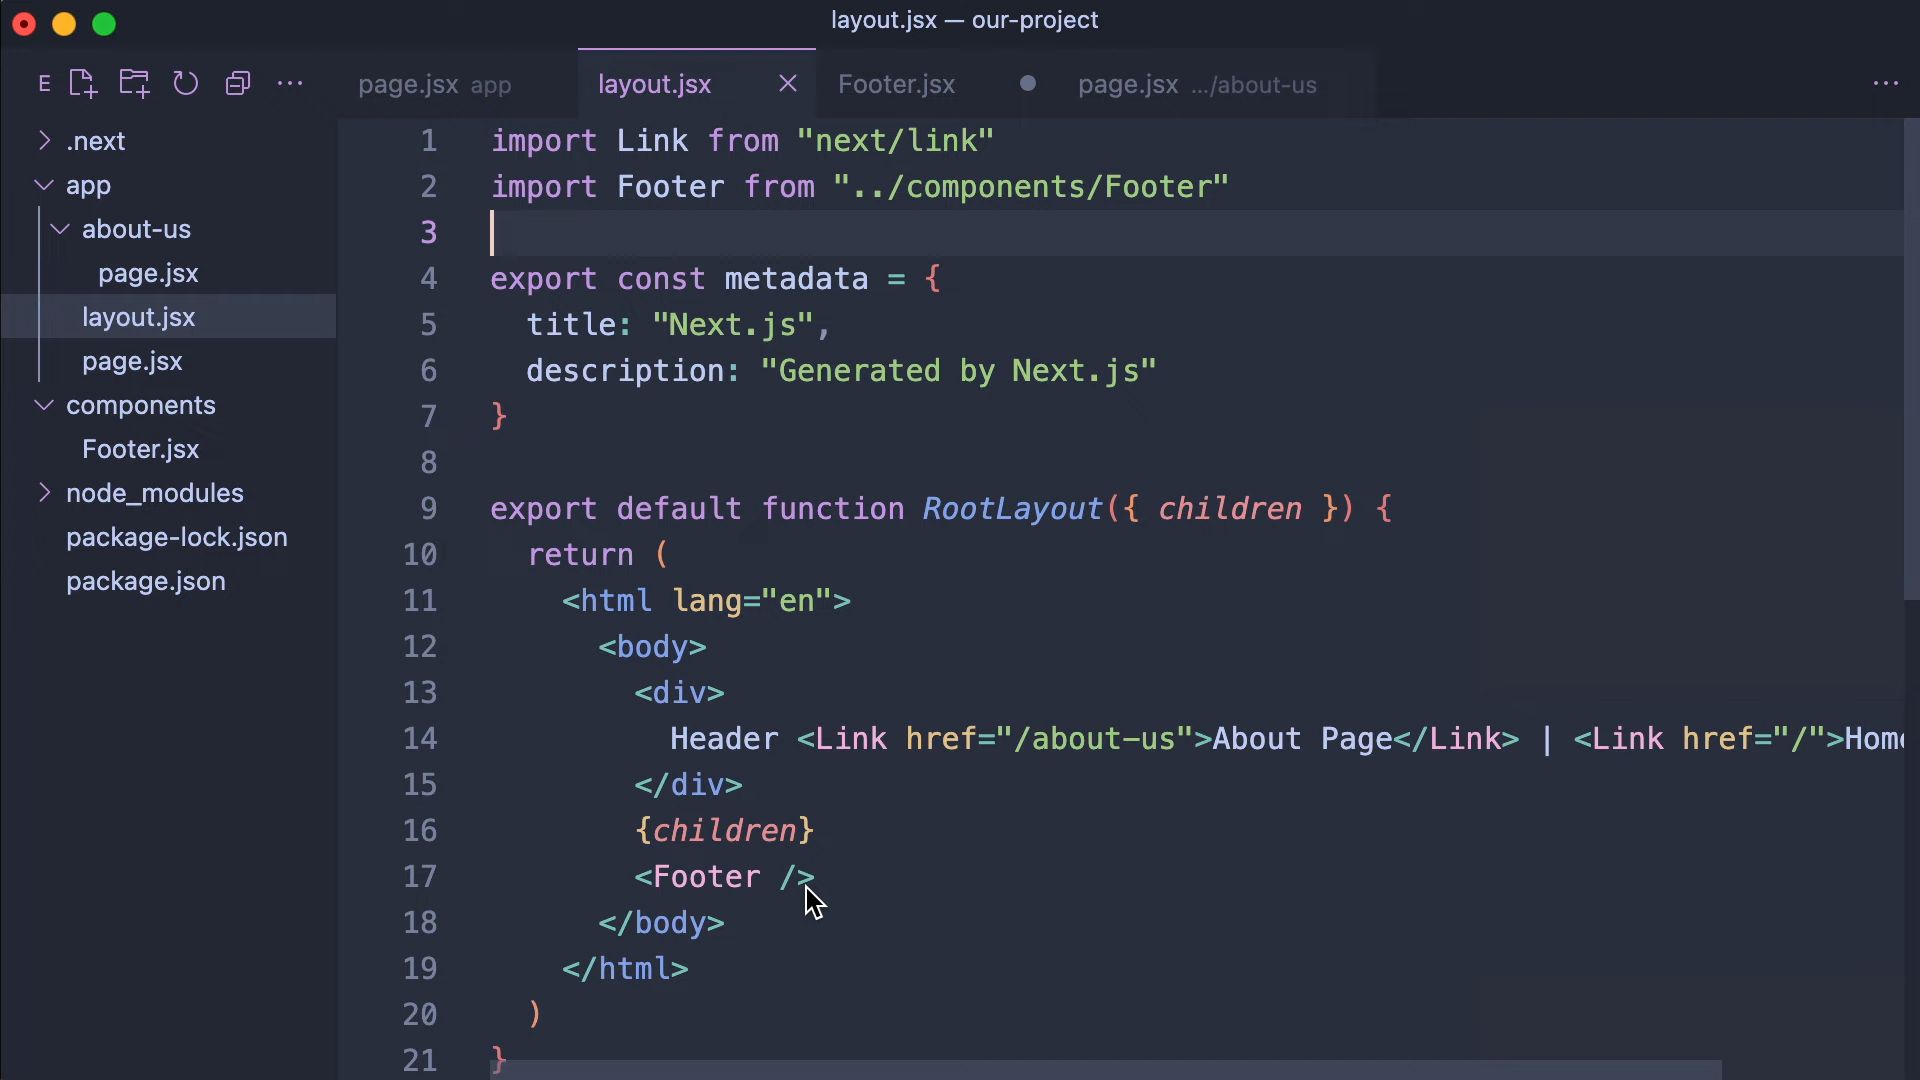 layout.jsx — our-project
E
page.jsx app
layout.jsx
Footer.jsx
page.jsx .../about-us
.next
app
about-us
page.jsx
layout.jsx
page.jsx
components
Footer.jsx
node_modules
package-lock.json
package.json
1 import Link from "next/link"
2 import Footer from "../components/Footer"
3
4 export const metadata = {
5   title: "Next.js",
6   description: "Generated by Next.js"
7 }
8
9 export default function RootLayout({ children }) {
10   return (
11     <html lang="en">
12       <body>
13         <div>
14           Header <Link href="/about-us">About Page</Link> | <Link href="/">Home
15         </div>
16         {children}
17         <Footer />
18       </body>
19     </html>
20   )
21 }